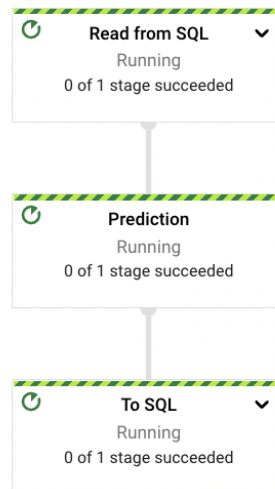 Read from SQL
Running
0 of 1 stage succeeded
Prediction
Running
0 of 1 stage succeeded
To SQL
Running
0 of 1 stage succeeded